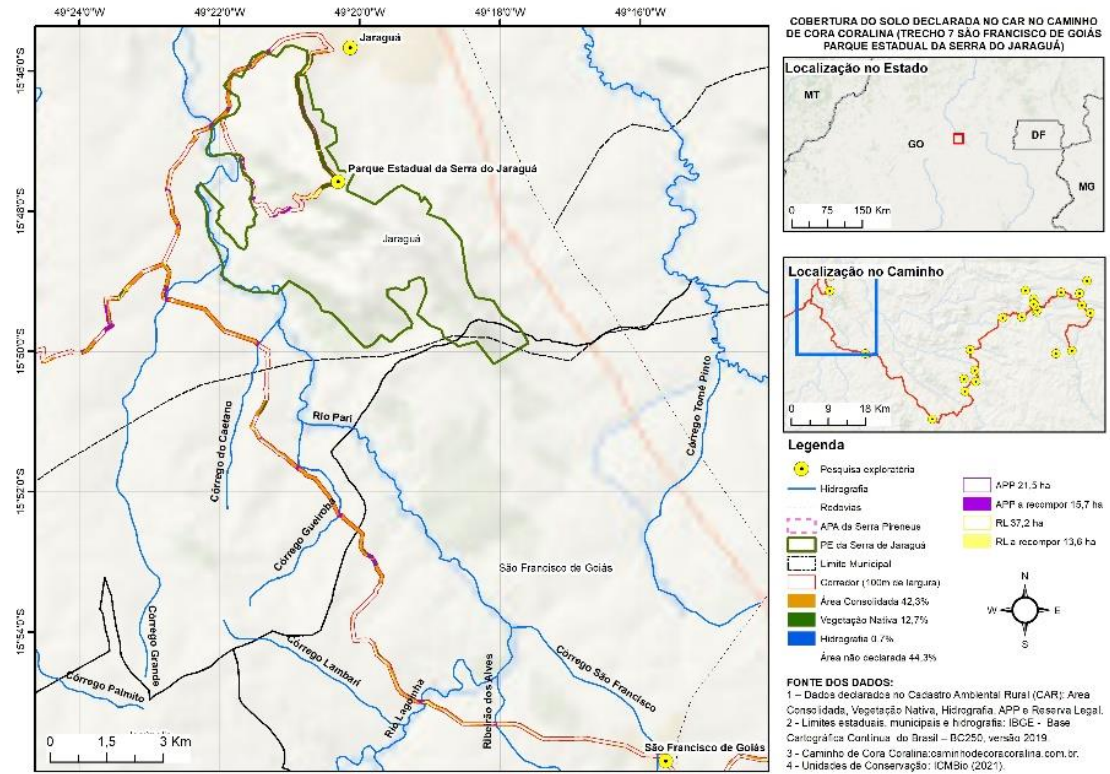 49°24'0"W
49°22'0"W
49°20'0"W
49°18'0"W
49°16'0"W
15°46'S
15°48'S
15°50'S
15°52'S
15°54'S
Jaraguá
Parque Estadual da Serra do Jaraguá
Jaraguá
Rio Pari
Córrego do Caetano
Córrego Tomé Pinto
Córrego Gueiroba
São Francisco de Goiás
Córrego Grande
Córrego Lambari
Córrego Palmito
Córrego São Francisco
Rio Lagoinha
Ribeirão dos Alves
São Francisco de Goiás
0 1,5 3 Km
COBERTURA DO SOLO DECLARADA NO CAR NO CAMINHO
DE CORA CORALINA (TRECHO 7 SÃO FRANCISCO DE GOIÁS
PARQUE ESTADUAL DA SERRA DO JARAGUÁ)
Localização no Estado
MT
GO
DF
MG
0 75 150 Km
Localização no Caminho
0 9 18 Km
Legenda
Pesquisa exploratória
Hidrografia
Rodovias
APA da Serra Pireneue
PE da Serra de Jaraguá
Limite Municipal
Corredor (100m de largura)
Área Consolidada 42,3%
Vegetação Nativa 12,7%
Hidrografia 0,7%
Área não declarada 44,3%
APP 21,5 ha
APP a recompor 15,7 ha
RL 37,2 ha
RL a recompor 13,6 ha
N
W E
S
FONTE DOS DADOS:
1 – Dados declarados no Cadastro Ambiental Rural (CAR): Área
Consolidada, Vegetação Nativa, Hidrografia, APP e Reserva Legal.
2 - Limites estaduais, municipais e hidrografia: IBGE - Base
Cartográfica Contínua do Brasil – BC250, versão 2019.
3 - Caminho de Cora Coralina:caminhodecoracoralina.com.br.
4 - Unidades de Conservação: ICMBio (2021).